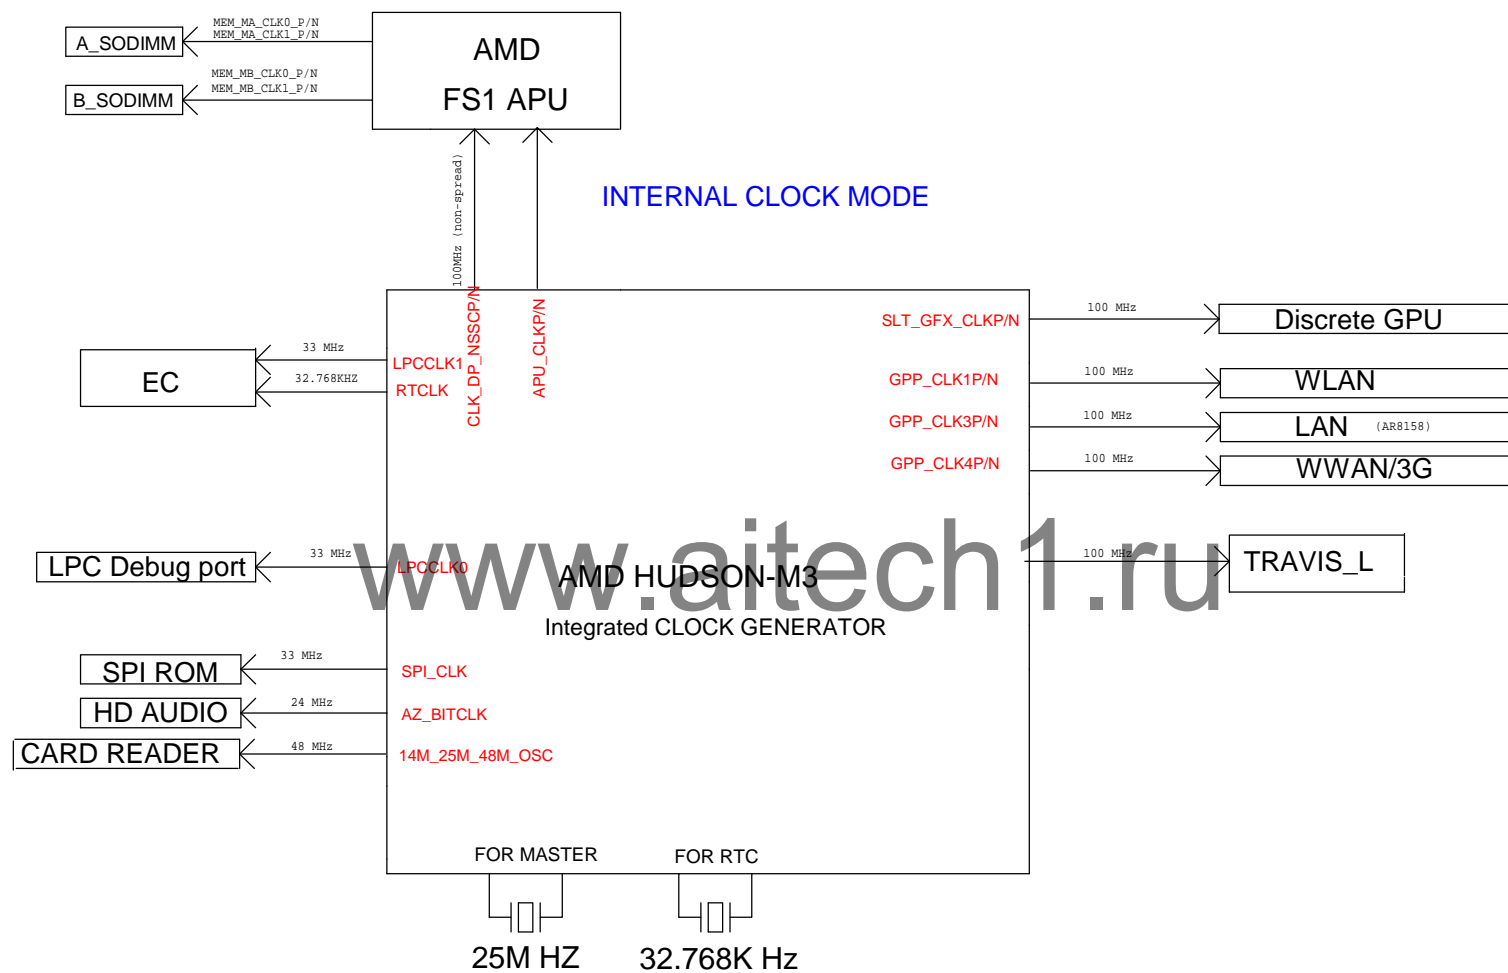 MEM_MA_CLK0_P/N
MEM_MA_CLK1_P/N
A_SODIMM
MEM_MB_CLK0_P/N
MEM_MB_CLK1_P/N
B_SODIMM
AMD
FS1 APU
100MHz (non-spread)
INTERNAL CLOCK MODE
CLK_DP_NSSCP/N
APU_CLKP/N
SLT_GFX_CLKP/N
100 MHz
Discrete GPU
33 MHz
LPCCLK1
EC
32.768KHZ
RTCLK
GPP_CLK1P/N
100 MHz
WLAN
GPP_CLK3P/N
100 MHz
LAN (AR8158)
GPP_CLK4P/N
100 MHz
WWAN/3G
LPC Debug port
33 MHz
LPCCLK0
www.aitech1.ru
AMD HUDSON-M3
100 MHz
TRAVIS_L
Integrated CLOCK GENERATOR
SPI ROM
33 MHz
SPI_CLK
HD AUDIO
24 MHz
AZ_BITCLK
CARD READER
48 MHz
14M_25M_48M_OSC
FOR MASTER
FOR RTC
25M HZ
32.768K Hz